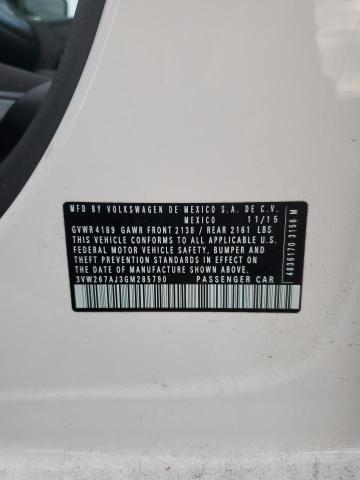 MFD BY VOLKSWAGEN DE MEXICO S.A. DE C.V.
MEXICO 11/15
GVWR 4189 GAWR FRONT 2138 / REAR 2161 LBS
THIS VEHICLE CONFORMS TO ALL APPLICABLE U.S.
FEDERAL MOTOR VEHICLE SAFETY, BUMPER AND
THEFT PREVENTION STANDARDS IN EFFECT ON THE
DATE OF MANUFACTURE SHOWN ABOVE
3VW267AJ3GM285790 PASSENGER CAR
4836170 3156 M